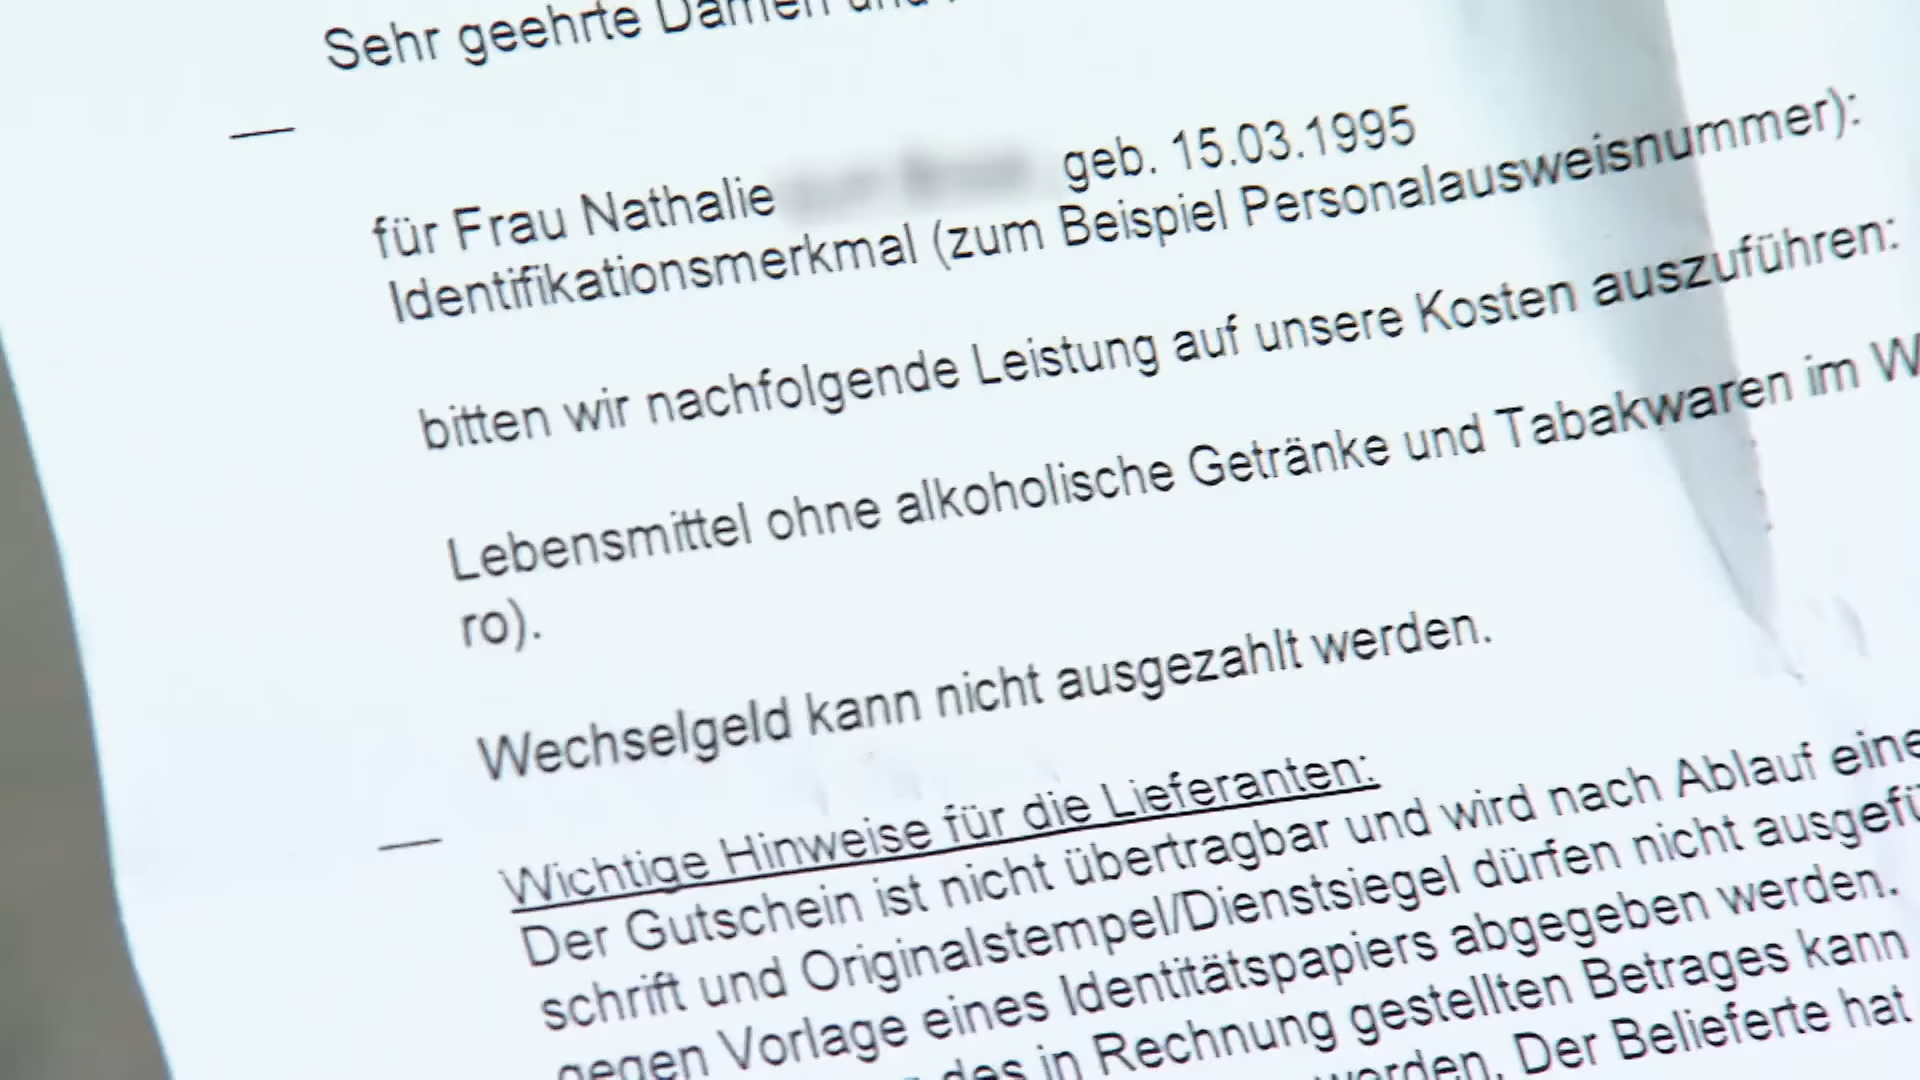 Sehr geehrte Damen und
für Frau Nathalie geb. 15.03.1995
Identifikationsmerkmal (zum Beispiel Personalausweisnummer):
bitten wir nachfolgende Leistung auf unsere Kosten auszuführen:
Lebensmittel ohne alkoholische Getränke und Tabakwaren im W
ro).
Wechselgeld kann nicht ausgezahlt werden.
Wichtige Hinweise für die Lieferanten:
Der Gutschein ist nicht übertragbar und wird nach Ablauf eine
schrift und Originalstempel/Dienstsiegel dürfen nicht ausgefü
gegen Vorlage eines Identitätspapiers abgegeben werden.
des in Rechnung gestellten Betrages kann
werden. Der Belieferte hat